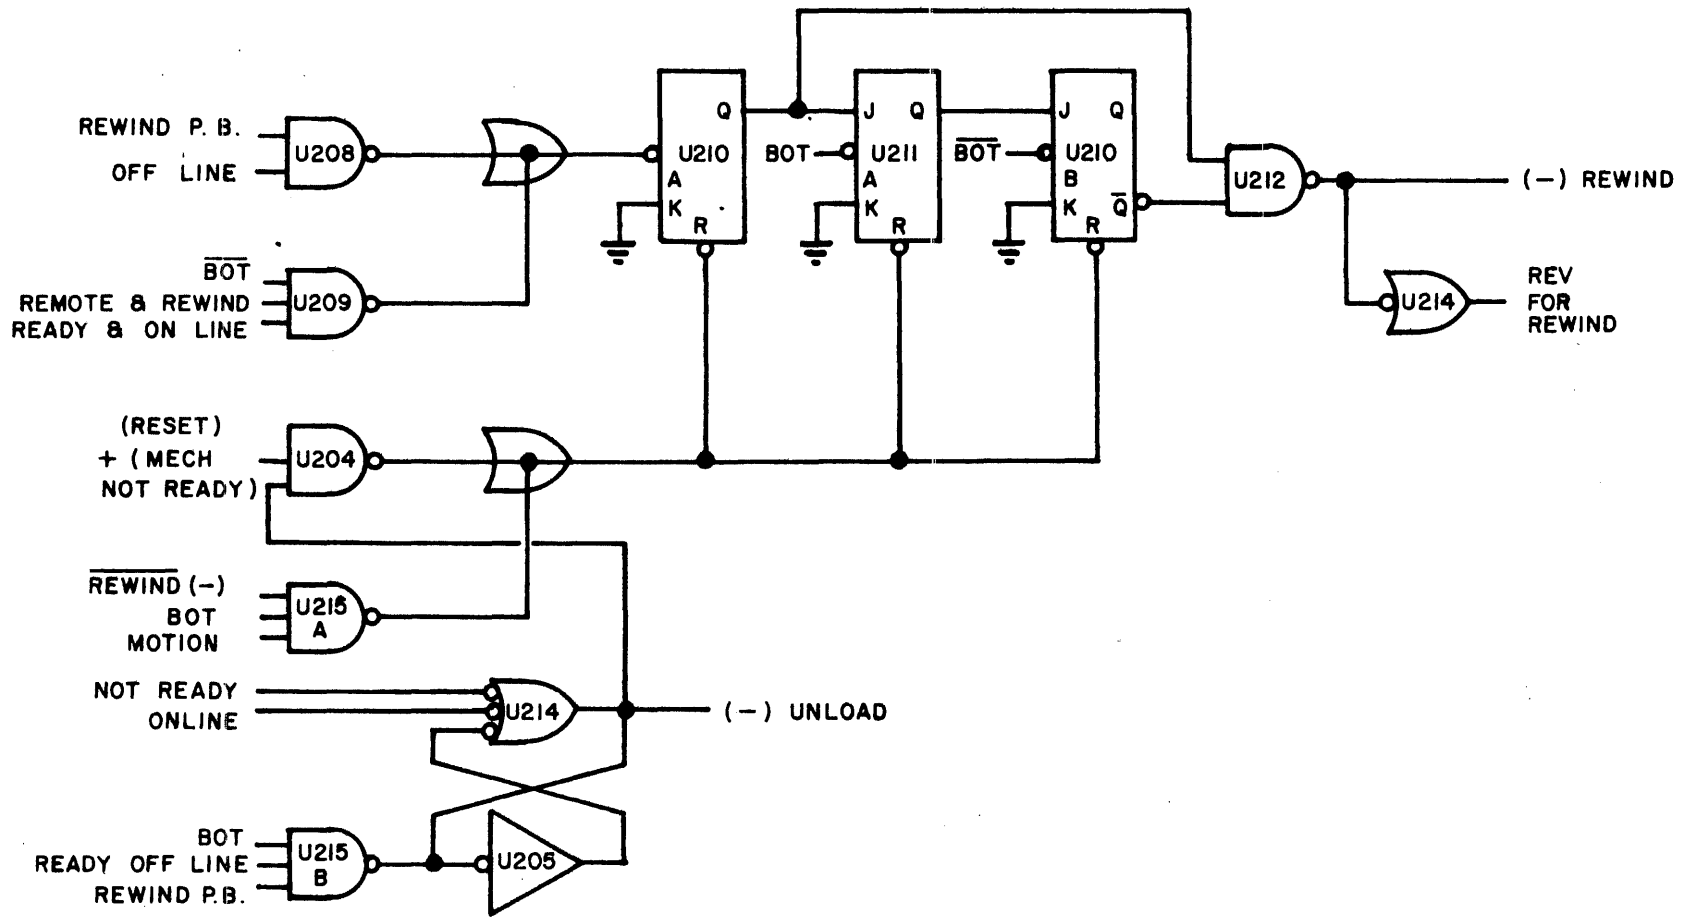 REWIND P.B.
OFF LINE
U208
BOT
REMOTE & REWIND
READY & ON LINE
U209
Q
U210
A
K
R
J Q
BOT
U211
A
K
R
J Q
BOT
U210
B
K
Q
R
U212
(-) REWIND
U214
REV
FOR
REWIND
(RESET)
+ (MECH
NOT READY)
U204
REWIND (-)
BOT
MOTION
U215
A
NOT READY
ONLINE
U214
(-) UNLOAD
BOT
READY OFF LINE
REWIND P.B.
U215
B
U205